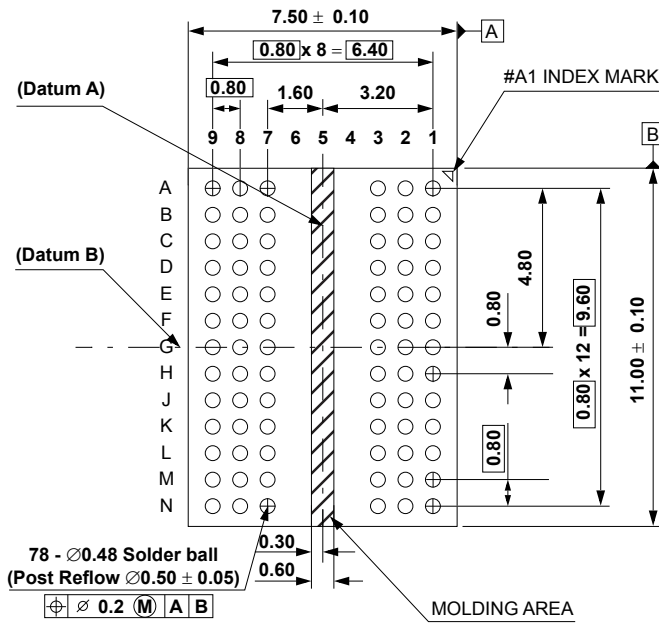 7.50 ± 0.10
A
0.80 x 8 = 6.40
(Datum A)
0.80
1.60
3.20
#A1 INDEX MARK
9 8 7 6 5 4 3 2 1
B
A
B
C
D
(Datum B)
E
F
G
H
J
K
L
M
N
4.80
0.80
0.80
0.80 x 12 = 9.60
11.00 ± 0.10
78 - ∅0.48 Solder ball
(Post Reflow ∅0.50 ± 0.05)
⌖ ∅ 0.2 Ⓜ A B
0.30
0.60
MOLDING AREA